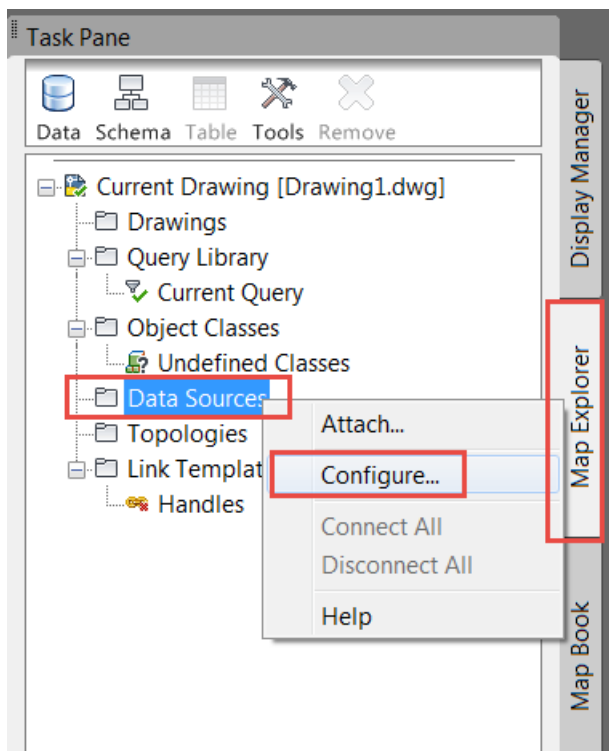 Task Pane
Data Schema Table Tools Remove
Current Drawing [Drawing1.dwg]
Drawings
Query Library
Current Query
Object Classes
Undefined Classes
Data Sources
Topologies
Link Templat
Handles
Attach...
Configure...
Connect All
Disconnect All
Help
Display Manager
Map Explorer
Map Book